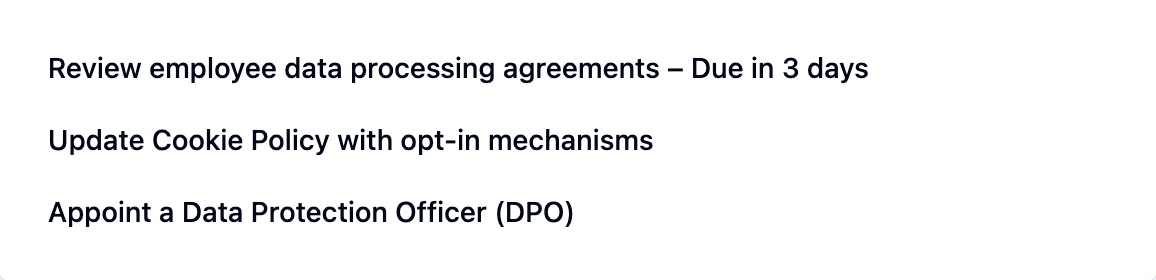 Review employee data processing agreements – Due in 3 days
Update Cookie Policy with opt-in mechanisms
Appoint a Data Protection Officer (DPO)